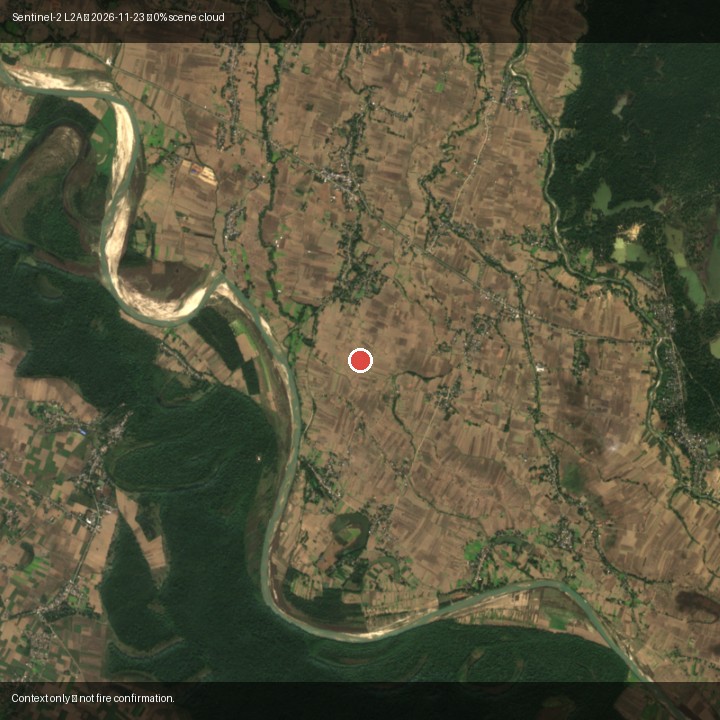 Sentinel-2 L2A▯2026-11-23▯0% scene cloud
Context only▯not fire confirmation.